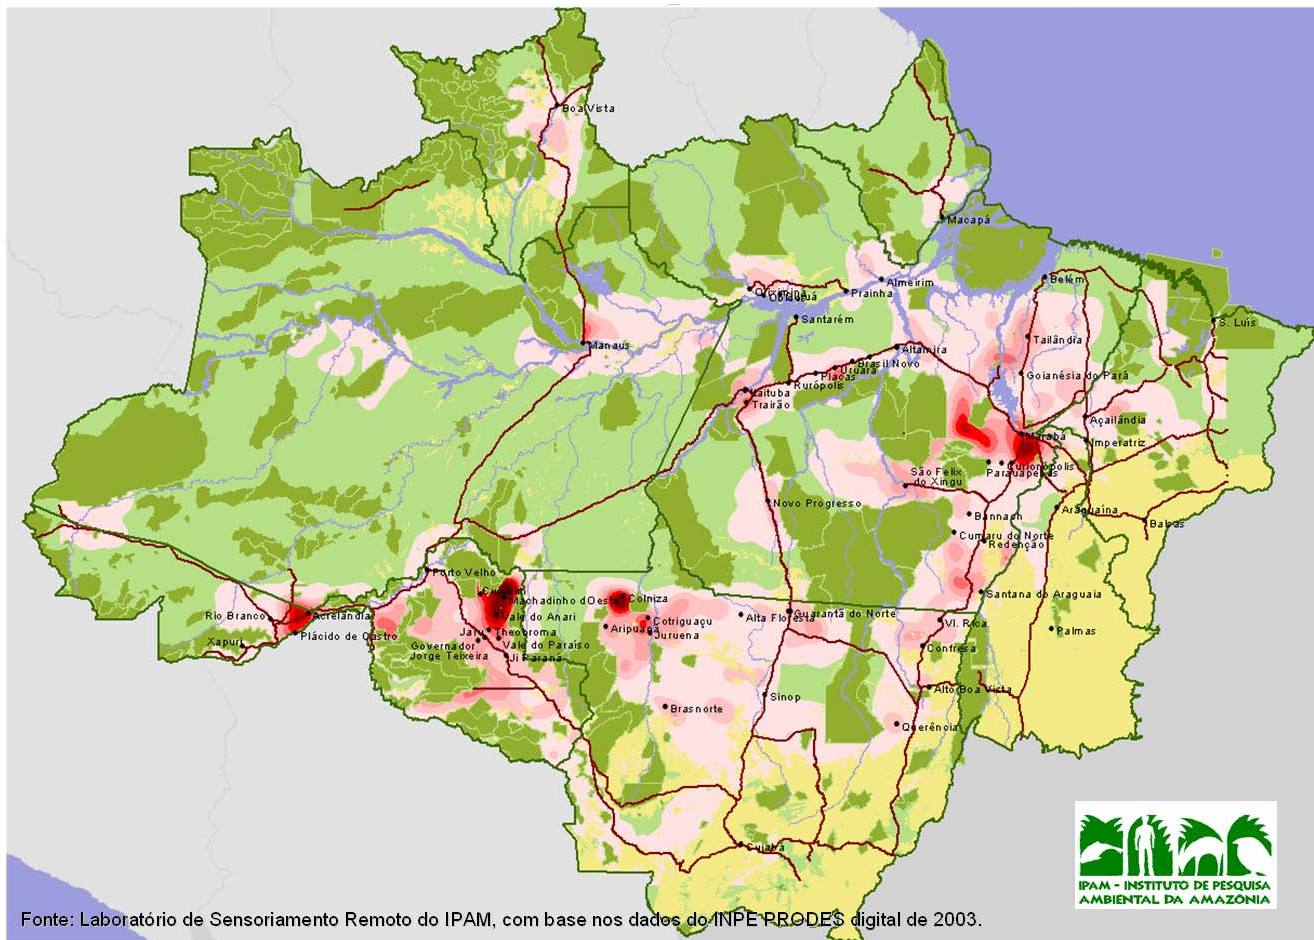 Boa Vista
Macapá
Belém
Almeirim
Prainha
Santarém
S. Luis
Tailândia
Manaus
Altamira
Brasil Novo
Uruará
Placas
Rurópolis
Goianésia do Pará
Itaituba
Trairão
Açailândia
Marabá
Imperatriz
Curionópolis
Parauapebas
São Felix
do Xingu
Novo Progresso
Bannach
Araguaína
Balsas
Cumaru do Norte
Redenção
Porto Velho
Cujubim
Machadinho d'Oeste
Colniza
Santana do Araguaia
Rio Branco
Acrelandia
Vale do Anari
Cotriguaçu
Alta Floresta
Guarantã do Norte
Vl. Rica
Palmas
Plácido de Castro
Xapuri
Jaru
Theobroma
Aripuanã
Juruena
Governador
Jorge Teixeira
Vale do Paraíso
Ji Paraná
Confresa
Alto Boa Vista
Sinop
Brasnorte
Querência
Cuiabá
IPAM - INSTITUTO DE PESQUISA
AMBIENTAL DA AMAZÔNIA
Fonte: Laboratório de Sensoriamento Remoto do IPAM, com base nos dados do INPE PRODES digital de 2003.